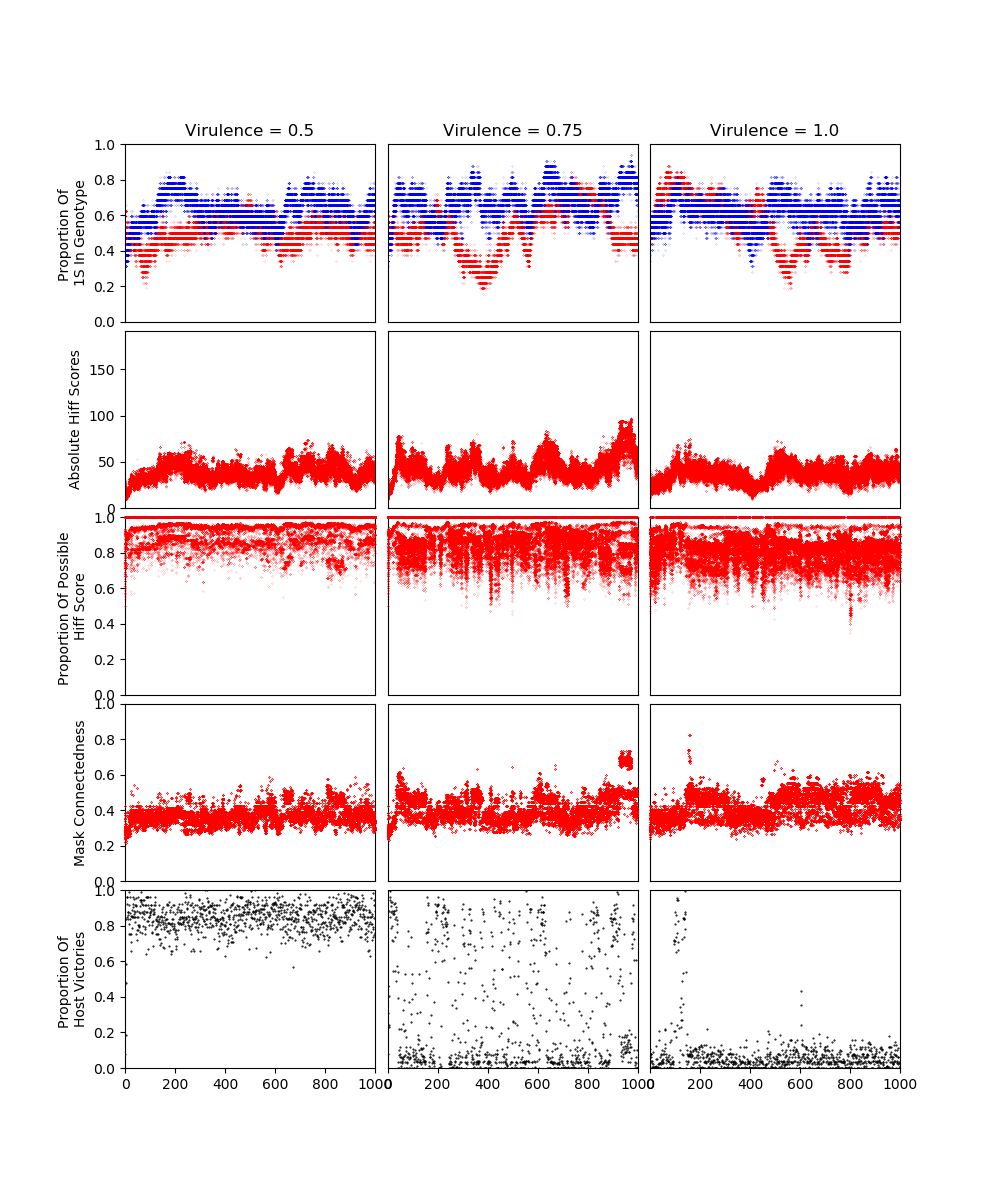 Virulence = 0.5 Virulence = 0.75 Virulence = 1.0
Proportion Of
1S In Genotype
1.0
0.8
0.6
0.4
0.2
0.0
Absolute Hiff Scores
150
100
50
0
Proportion Of Possible
Hiff Score
1.0
0.8
0.6
0.4
0.2
0.0
Mask Connectedness
1.0
0.8
0.6
0.4
0.2
0.0
Proportion Of
Host Victories
1.0
0.8
0.6
0.4
0.2
0.0
0 200 400 600 800 1000 0 200 400 600 800 1000 0 200 400 600 800 1000